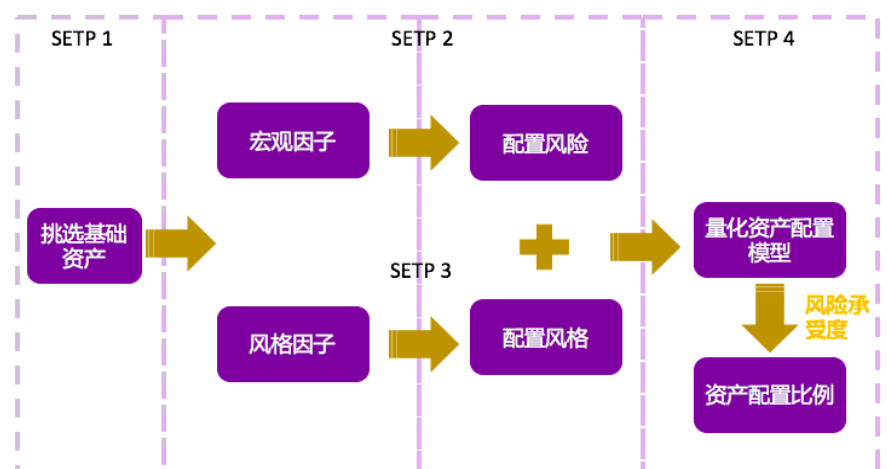 SETP 1
SETP 2
SETP 4
宏观因子
配置风险
挑选基础
资产
量化资产配置
模型
SETP 3
风险承
受度
风格因子
配置风格
资产配置比例